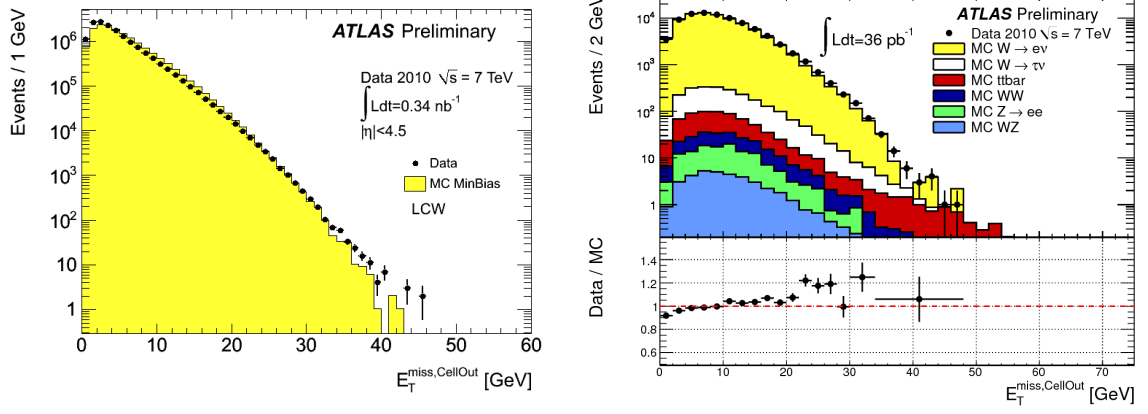 Events / 1 GeV
10⁶
10⁵
10⁴
10³
10²
10
1
ATLAS Preliminary
Data 2010 √s = 7 TeV
∫Ldt=0.34 nb⁻¹
|η|<4.5
Data
MC MinBias
LCW
0 10 20 30 40 50 60
E_T^miss,CellOut [GeV]
Events / 2 GeV
10⁴
10³
10²
10
1
∫Ldt=36 pb⁻¹
ATLAS Preliminary
Data 2010 √s = 7 TeV
MC W → eν
MC W → τν
MC ttbar
MC WW
MC Z → ee
MC WZ
Data / MC
1.4
1.2
1
0.8
0.6
0 10 20 30 40 50 60 70
E_T^miss,CellOut [GeV]